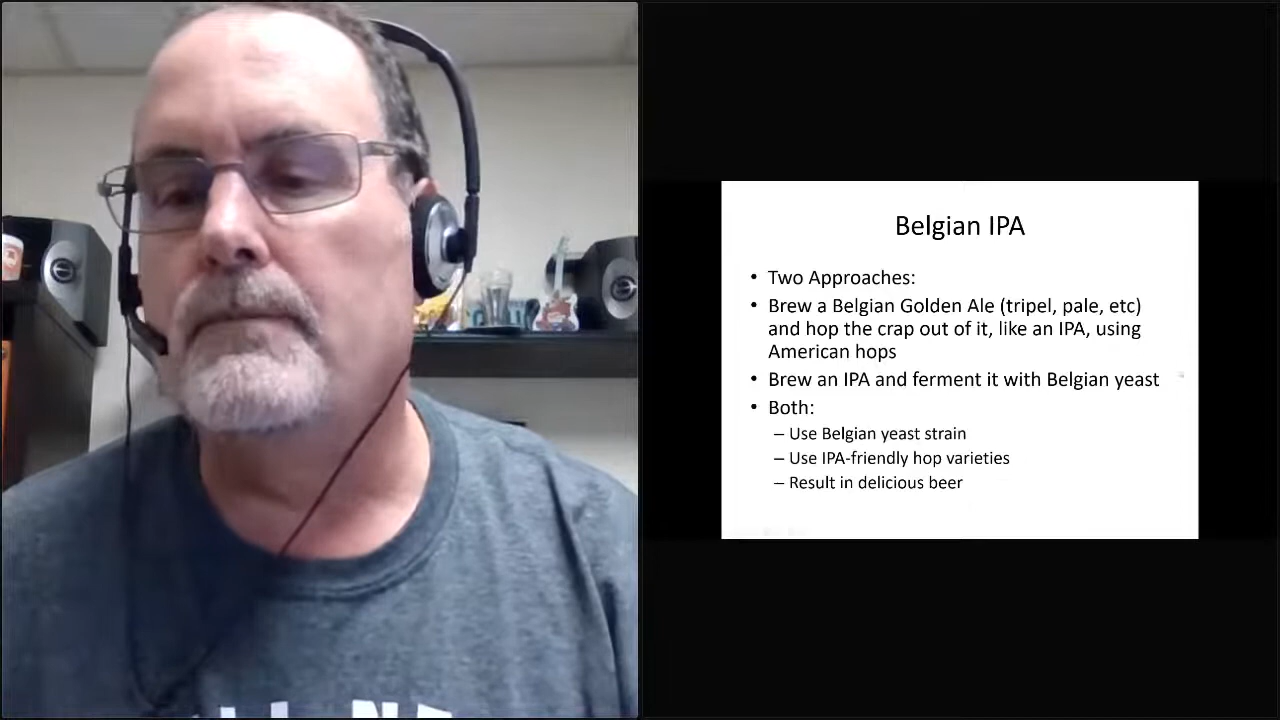 Belgian IPA
• Two Approaches:
• Brew a Belgian Golden Ale (tripel, pale, etc)
and hop the crap out of it, like an IPA, using
American hops
• Brew an IPA and ferment it with Belgian yeast
• Both:
– Use Belgian yeast strain
– Use IPA-friendly hop varieties
– Result in delicious beer